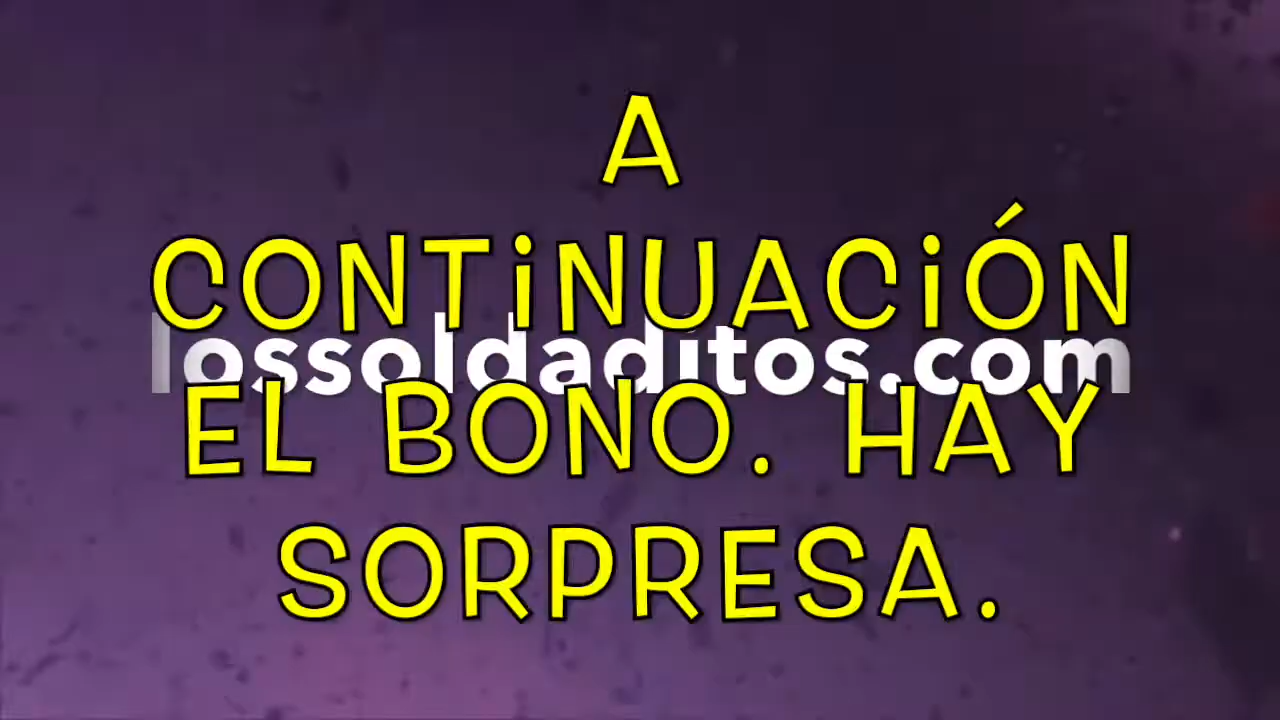 A
CONTiNUACiÓN
lossoldaditos.com
EL BONO. HAY
SORPRESA.